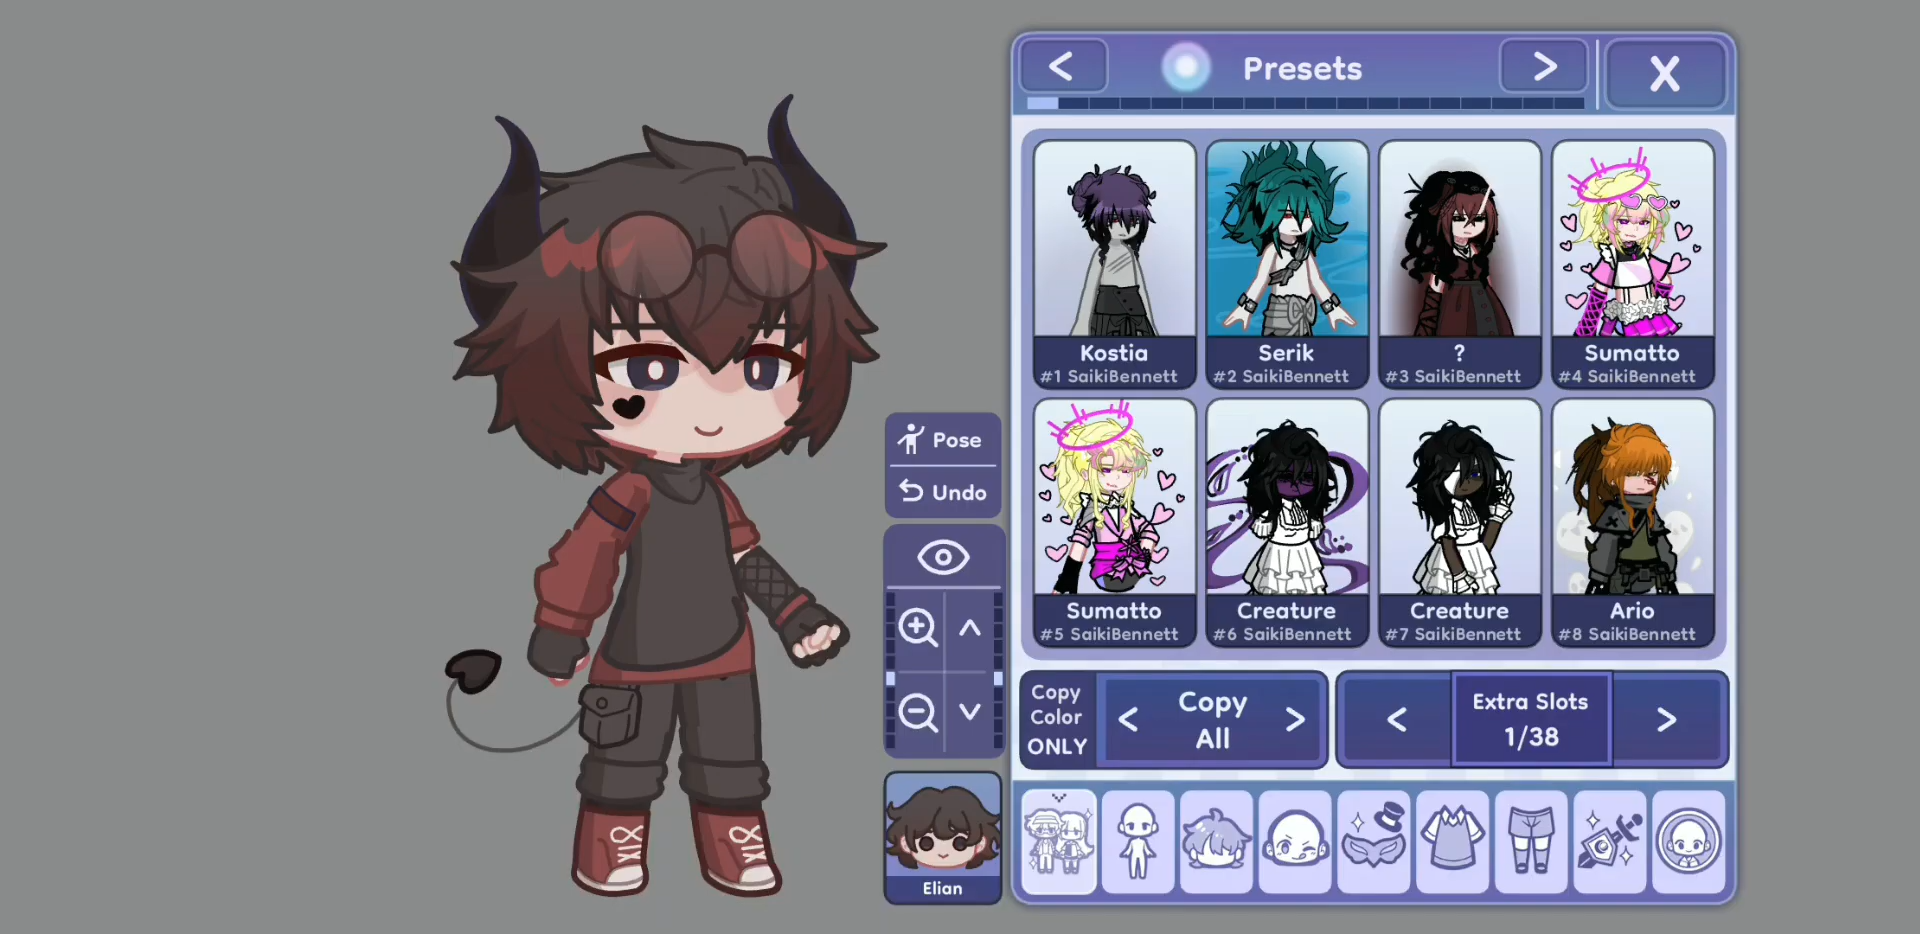 Presets
Kostia
#1 SaikiBennett
Serik
#2 SaikiBennett
?
#3 SaikiBennett
Sumatto
#4 SaikiBennett
Pose
Undo
Sumatto
#5 SaikiBennett
Creature
#6 SaikiBennett
Creature
#7 SaikiBennett
Ario
#8 SaikiBennett
Copy
Color
ONLY
Copy
All
Extra Slots
1/38
Elian